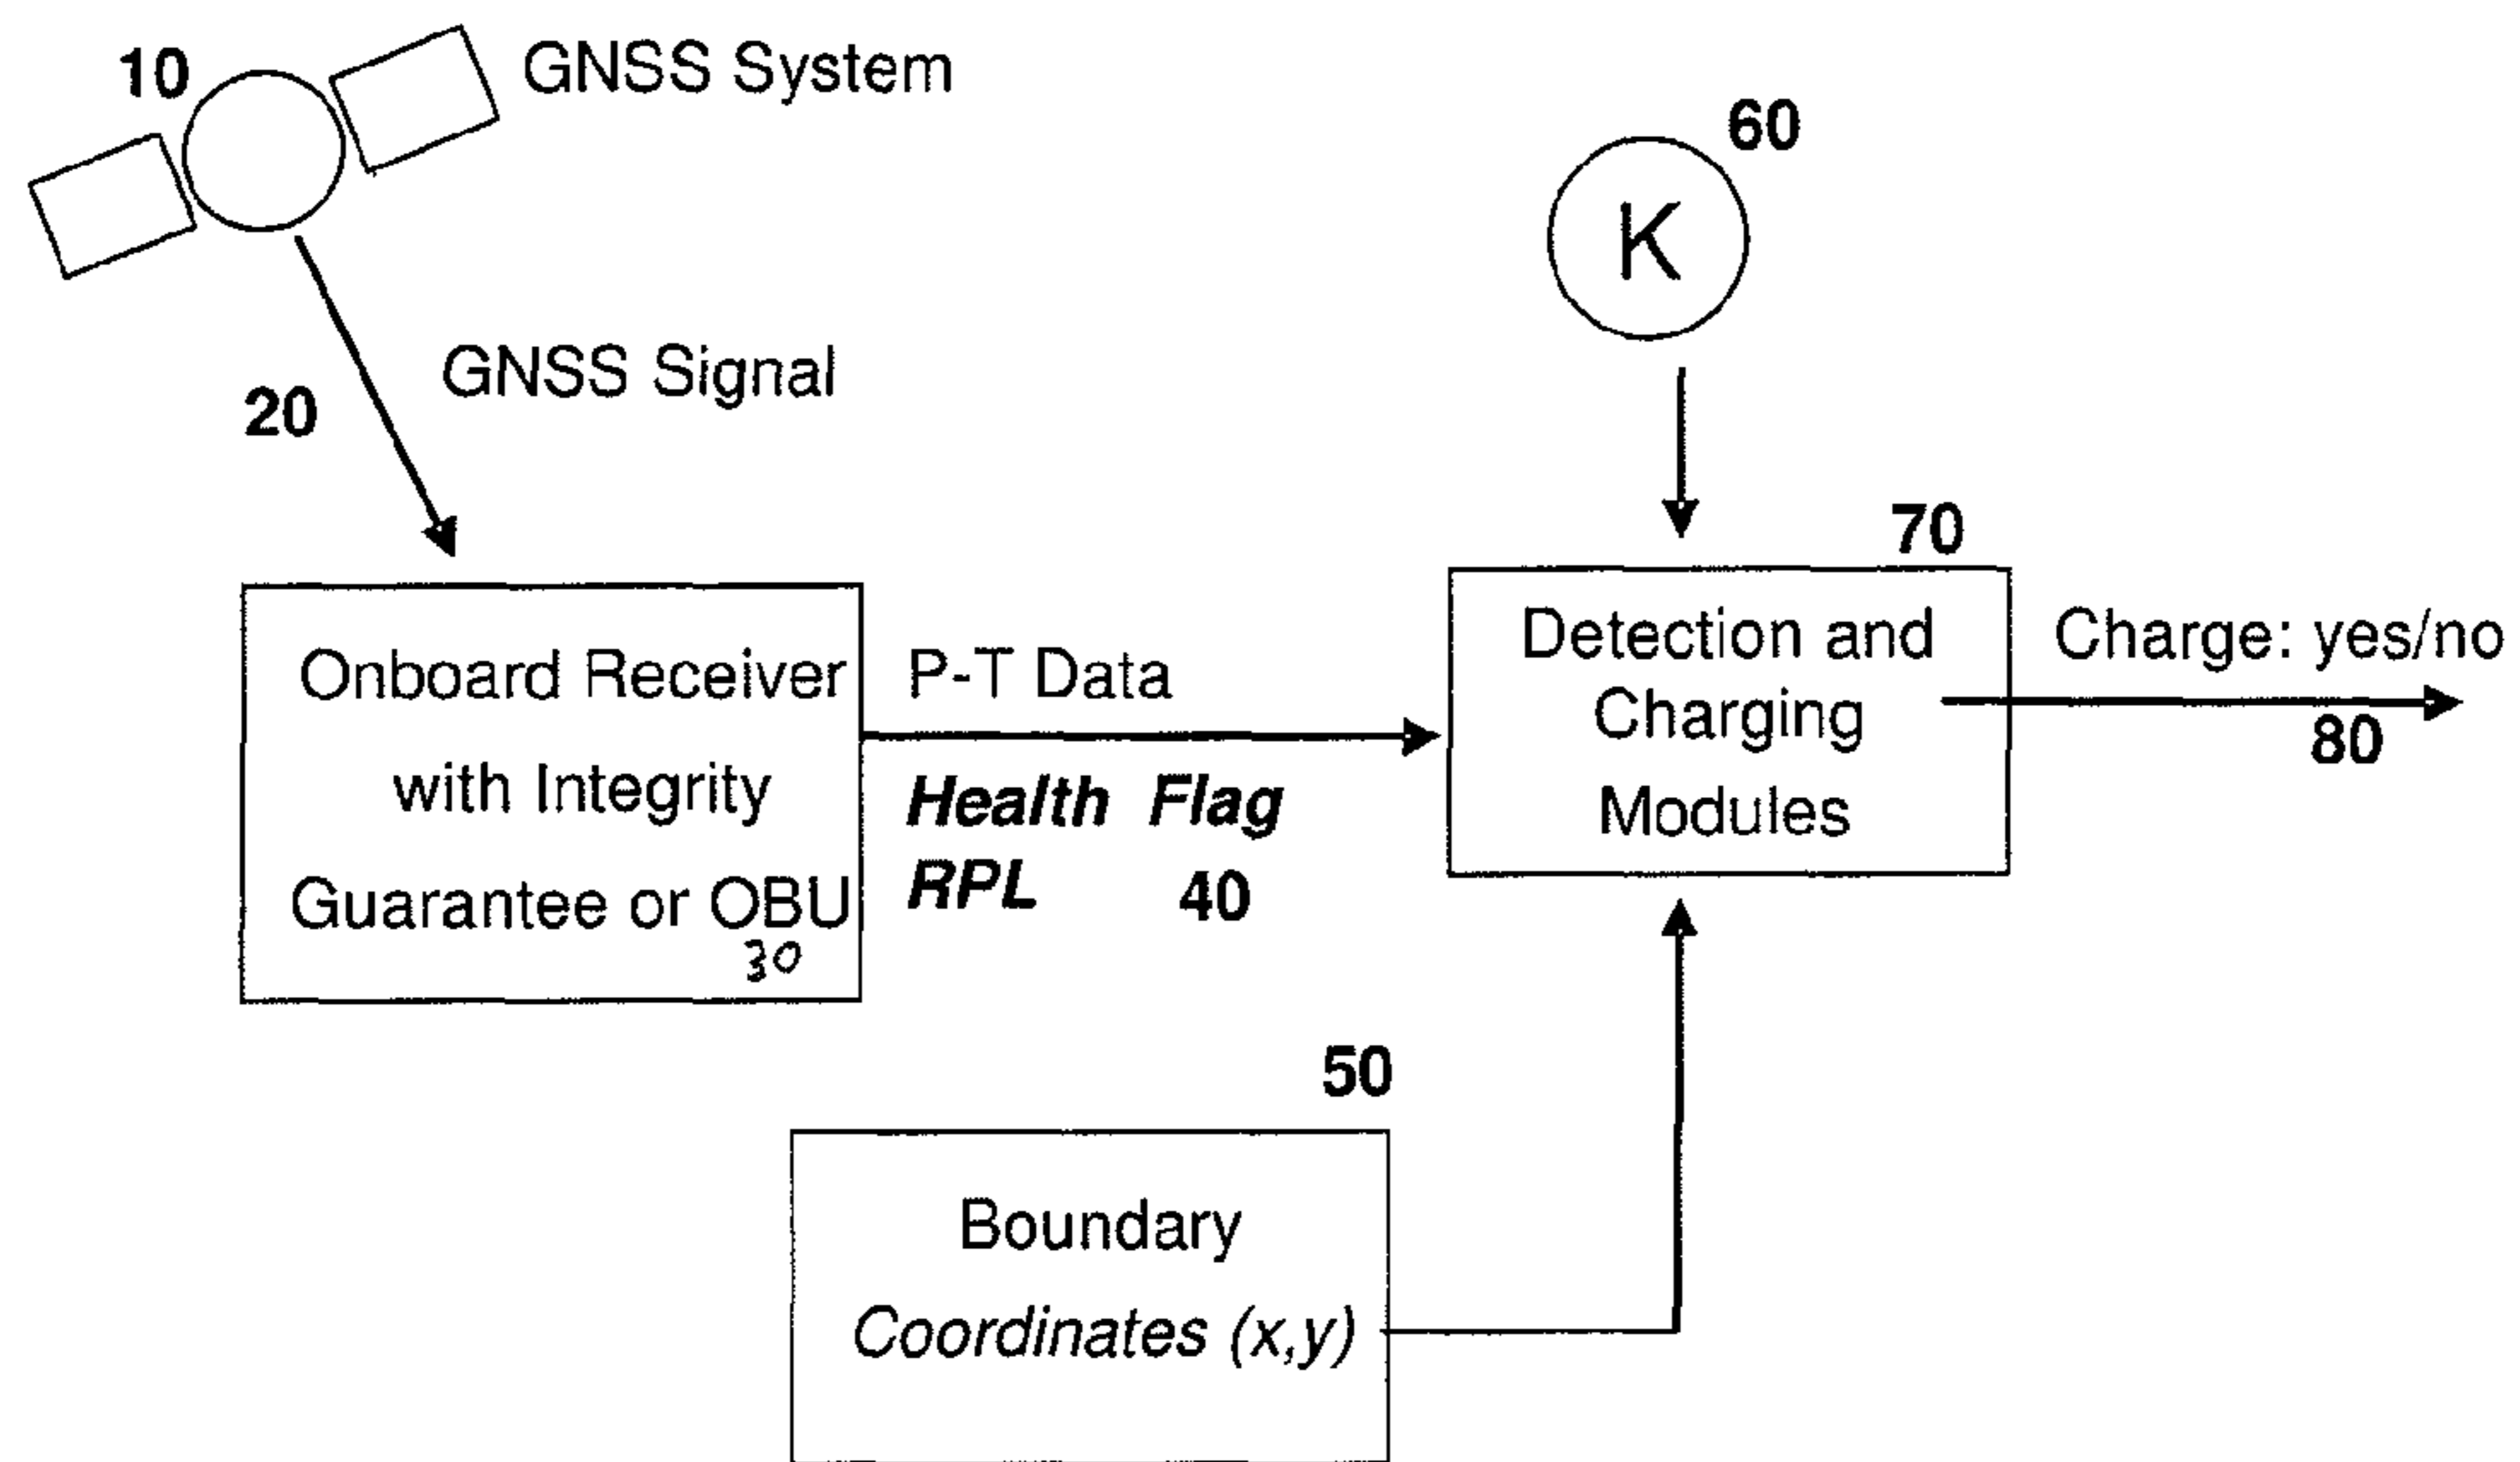 10
GNSS System
60
K
GNSS Signal
20
70
Onboard Receiver
with Integrity
Guarantee or OBU
30
P-T Data
Health Flag
RPL 40
Detection and
Charging
Modules
Charge: yes/no
80
50
Boundary
Coordinates (x,y)